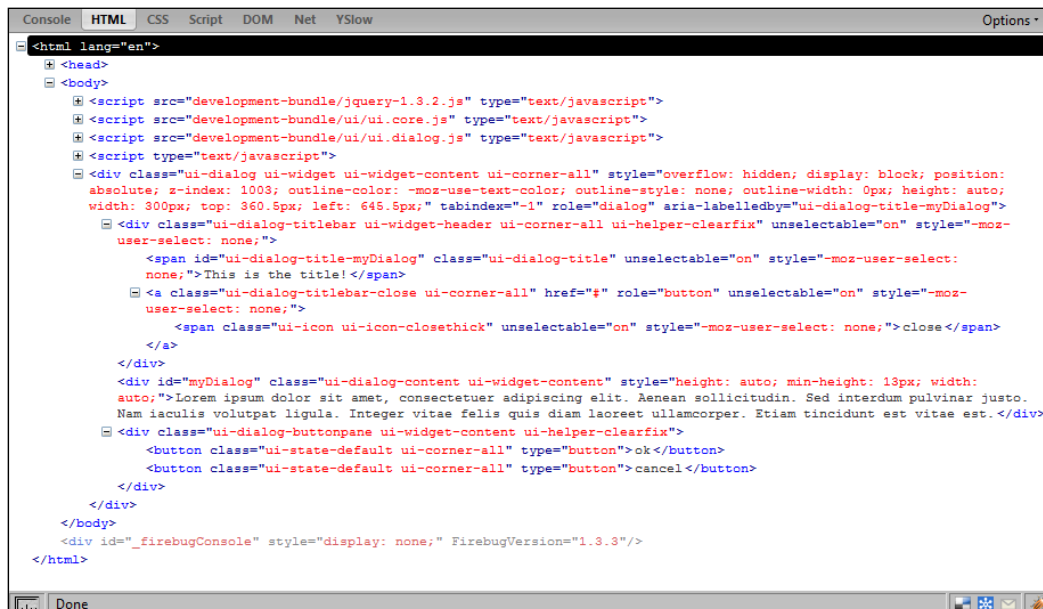 Console HTML CSS Script DOM Net YSlow Options
<html lang="en">
<head>
<body>
<script src="development-bundle/jquery-1.3.2.js" type="text/javascript">
<script src="development-bundle/ui/ui.core.js" type="text/javascript">
<script src="development-bundle/ui/ui.dialog.js" type="text/javascript">
<script type="text/javascript">
<div class="ui-dialog ui-widget ui-widget-content ui-corner-all" style="overflow: hidden; display: block; position:
absolute; z-index: 1003; outline-color: -moz-use-text-color; outline-style: none; outline-width: 0px; height: auto;
width: 300px; top: 360.5px; left: 645.5px;" tabindex="-1" role="dialog" aria-labelledby="ui-dialog-title-myDialog">
<div class="ui-dialog-titlebar ui-widget-header ui-corner-all ui-helper-clearfix" unselectable="on" style="-moz-
user-select: none;">
<span id="ui-dialog-title-myDialog" class="ui-dialog-title" unselectable="on" style="-moz-user-select:
none;">This is the title!</span>
<a class="ui-dialog-titlebar-close ui-corner-all" href="#" role="button" unselectable="on" style="-moz-
user-select: none;">
<span class="ui-icon ui-icon-closethick" unselectable="on" style="-moz-user-select: none;">close</span>
</a>
</div>
<div id="myDialog" class="ui-dialog-content ui-widget-content" style="height: auto; min-height: 13px; width:
auto;">Lorem ipsum dolor sit amet, consectetuer adipiscing elit. Aenean sollicitudin. Sed interdum pulvinar justo.
Nam iaculis volutpat ligula. Integer vitae felis quis diam laoreet ullamcorper. Etiam tincidunt est vitae est.</div>
<div class="ui-dialog-buttonpane ui-widget-content ui-helper-clearfix">
<button class="ui-state-default ui-corner-all" type="button">ok</button>
<button class="ui-state-default ui-corner-all" type="button">cancel</button>
</div>
</div>
</body>
<div id="_firebugConsole" style="display: none;" FirebugVersion="1.3.3"/>
</html>
Done